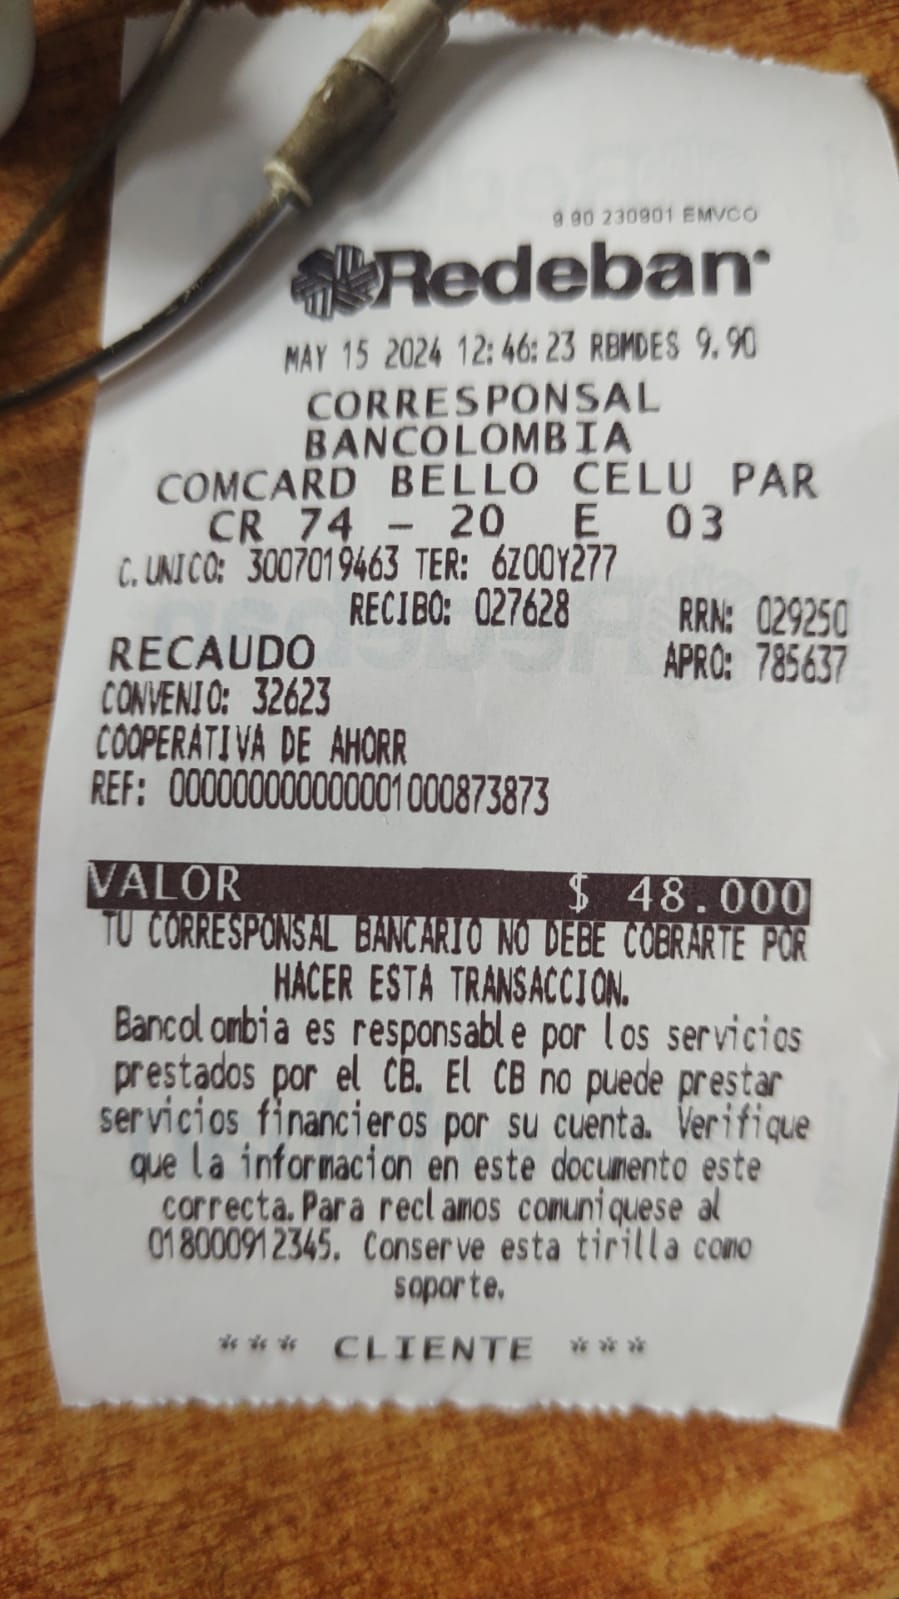 9.90 230901 EMVCO
Redeban
MAY 15 2024 12:46:23 RBMDES 9.90
CORRESPONSAL
BANCOLOMBIA
COMCARD BELLO CELU PAR
CR 74 - 20 E 03
C. UNICO: 3007019463 TER: 6Z00Y277
RECIBO: 027628 RRN: 029250
RECAUDO APRO: 785637
CONVENIO: 32623
COOPERATIVA DE AHORR
REF: 0000000000000001000873873
VALOR $ 48.000
TU CORRESPONSAL BANCARIO NO DEBE COBRARTE POR
HACER ESTA TRANSACCION.
Bancolombia es responsable por los servicios
prestados por el CB. El CB no puede prestar
servicios financieros por su cuenta. Verifique
que la informacion en este documento este
correcta. Para reclamos comuniquese al
018000912345. Conserve esta tirilla como
soporte.
*** CLIENTE ***